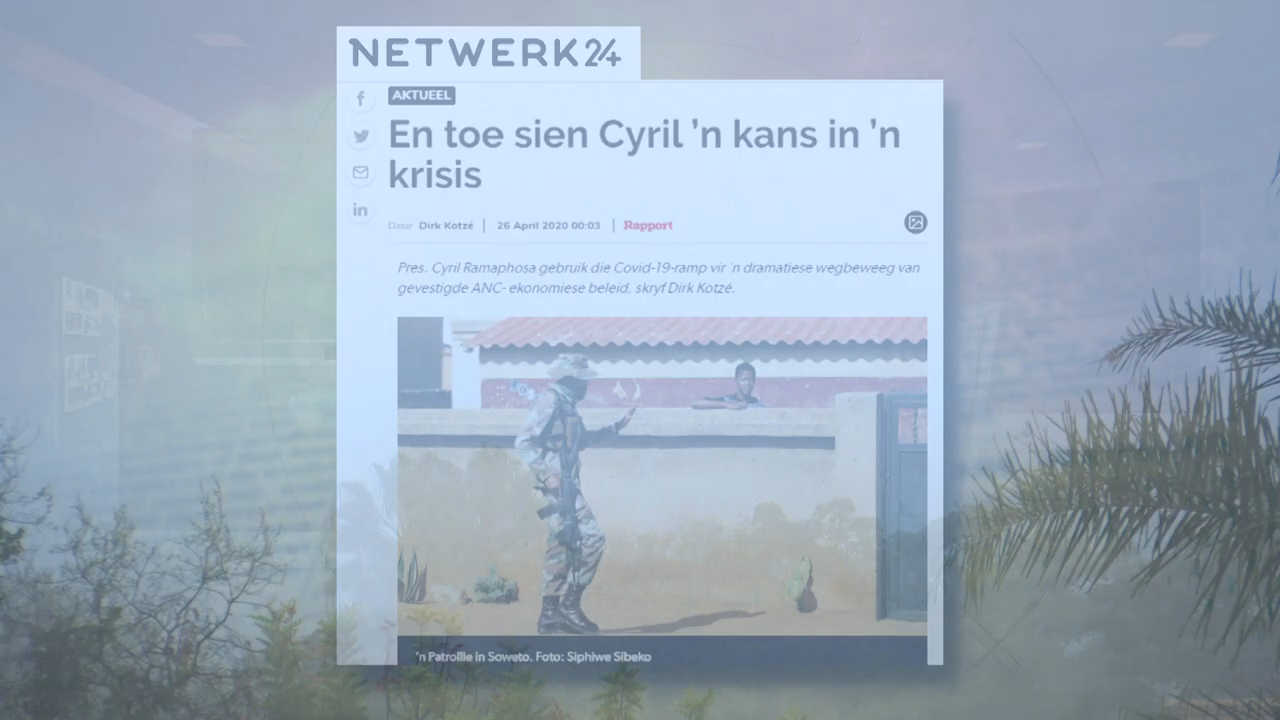 NETWERK24
AKTUEEL
En toe sien Cyril ’n kans in ’n
krisis
Deur Dirk Kotzé | 26 April 2020 00:03 | Rapport
Pres. Cyril Ramaphosa gebruik die Covid-19-ramp vir ’n dramatiese wegbeweeg van
gevestigde ANC- ekonomiese beleid, skryf Dirk Kotzé.
’n Patrollie in Soweto. Foto: Siphiwe Sibeko